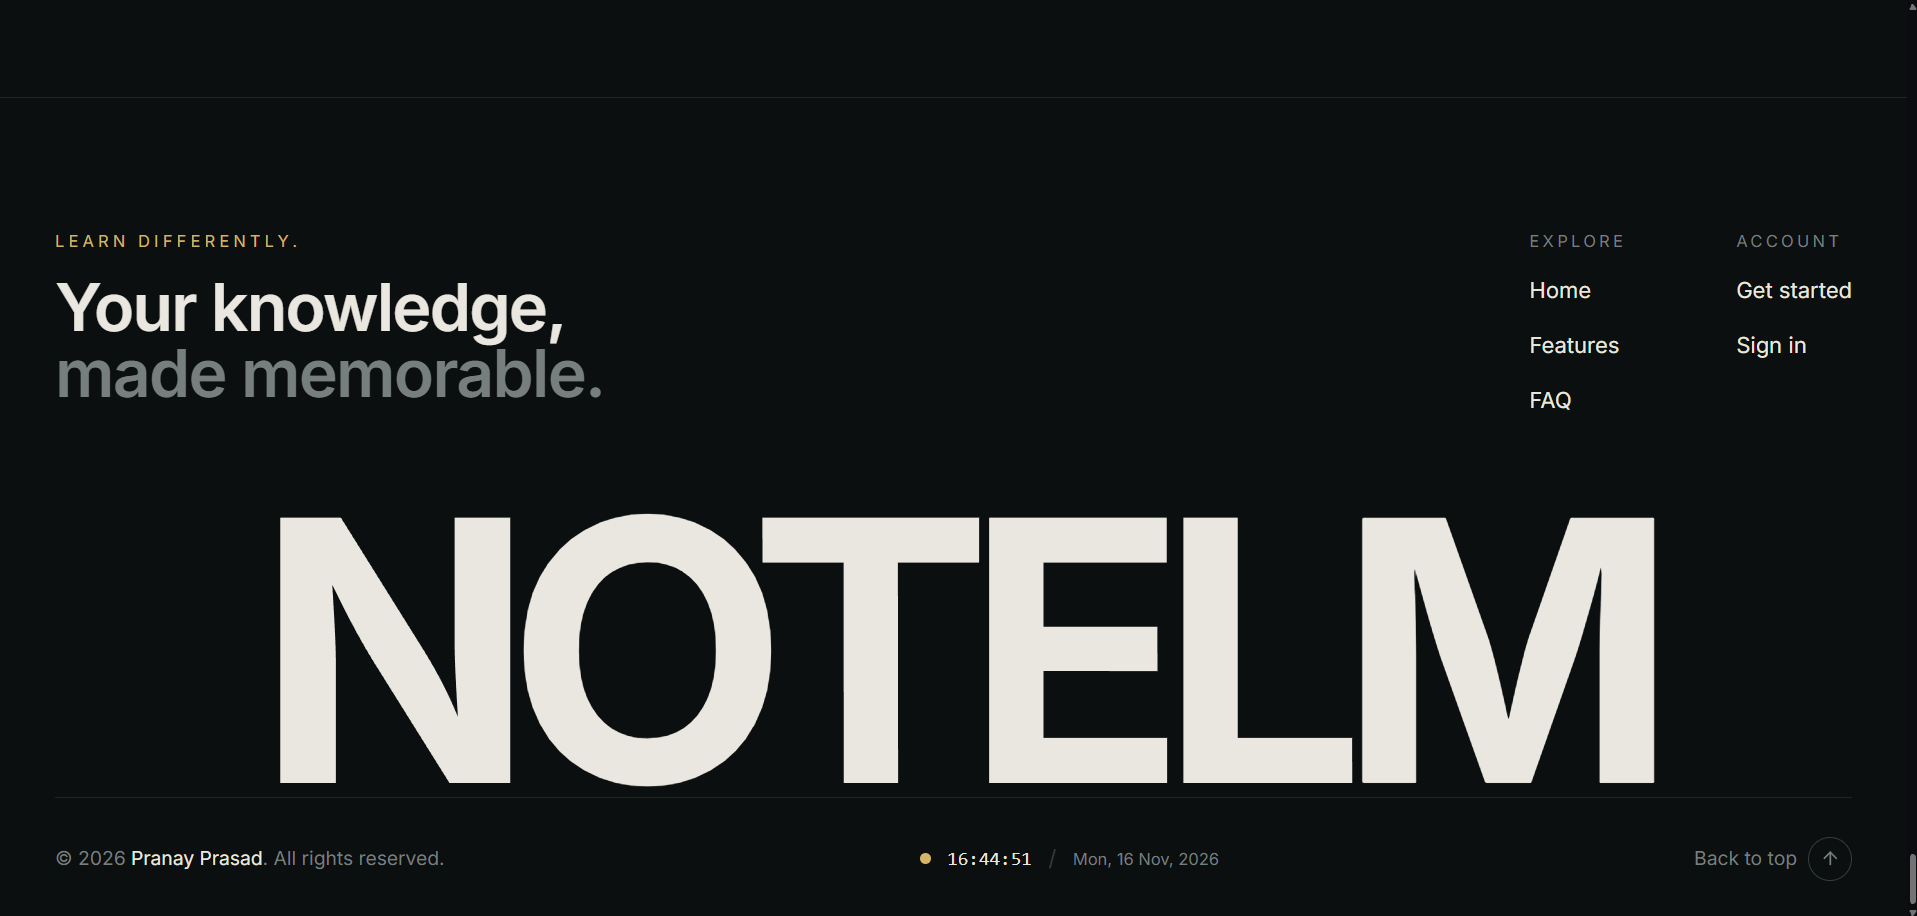 LEARN DIFFERENTLY.
Your knowledge,
made memorable.
EXPLORE
Home
Features
FAQ
ACCOUNT
Get started
Sign in
NOTELM
© 2026 Pranay Prasad. All rights reserved.
16:44:51 / Mon, 16 Nov, 2026
Back to top